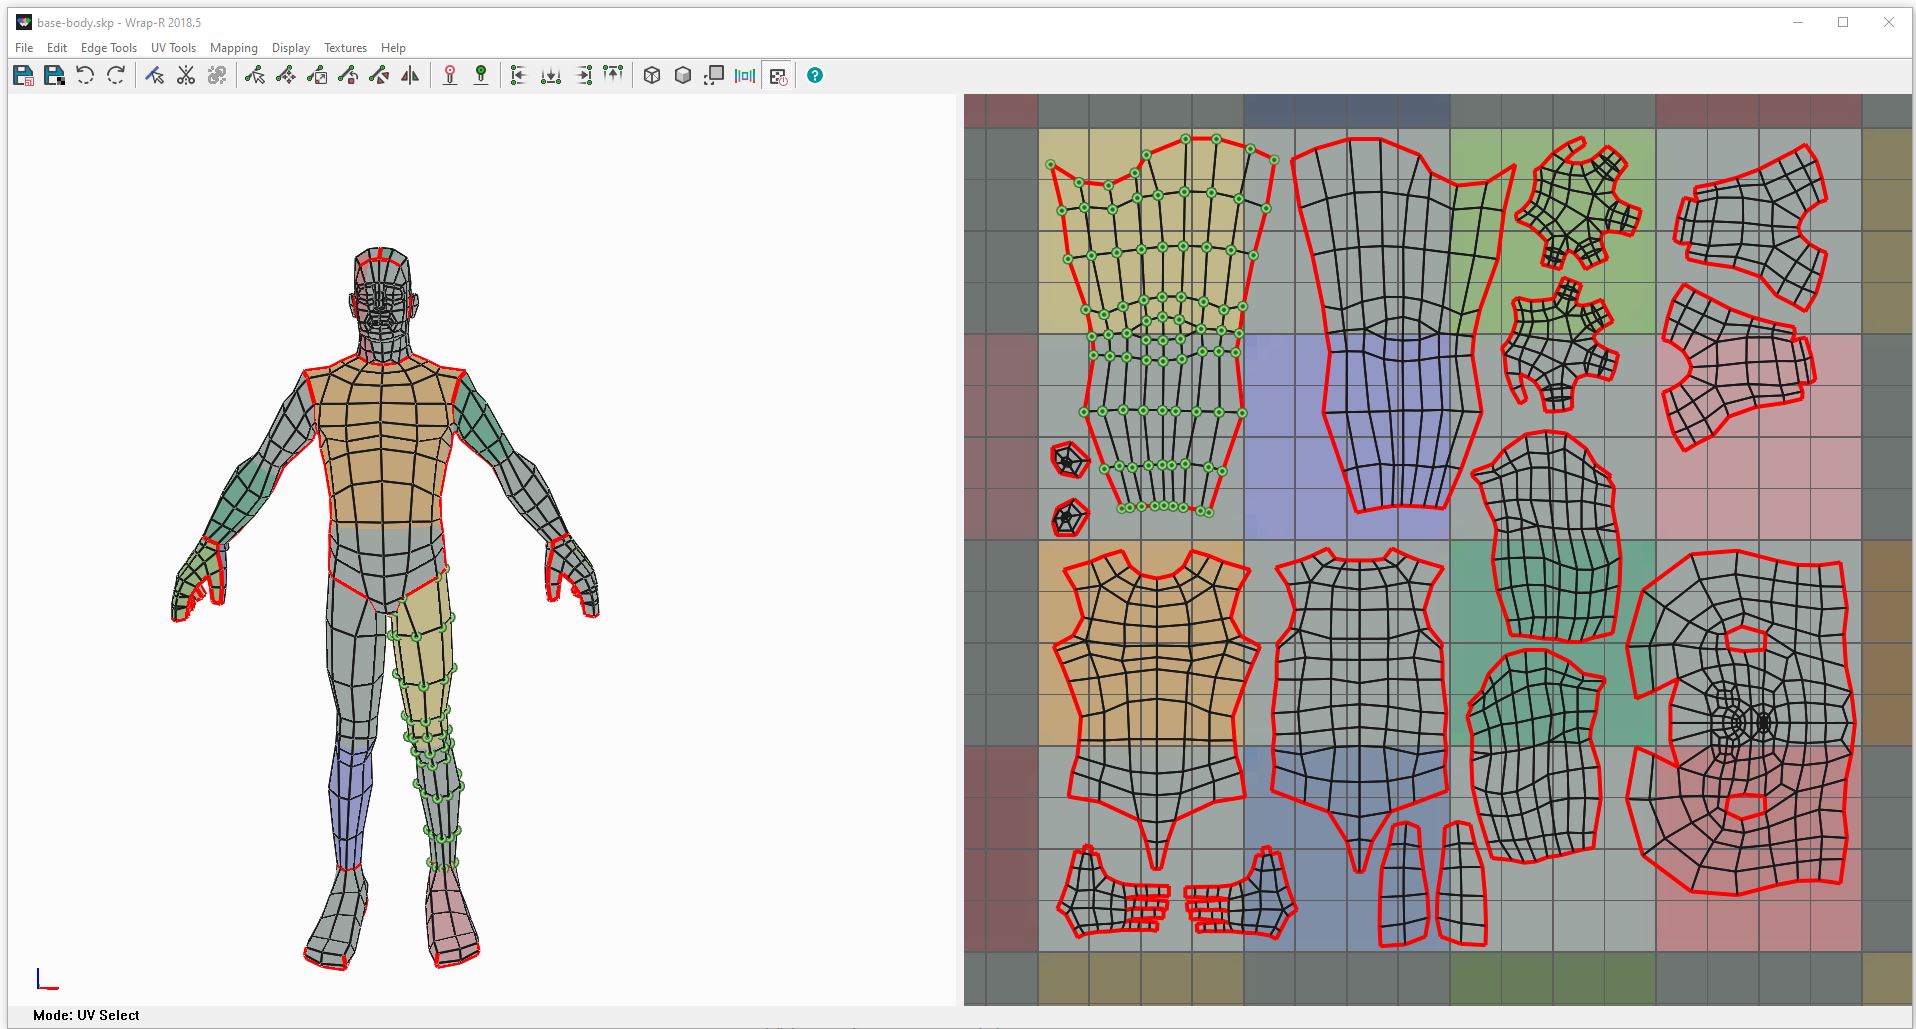 base-body.skp - Wrap-R 2018.5
File Edit Edge Tools UV Tools Mapping Display Textures Help
?
Mode: UV Select